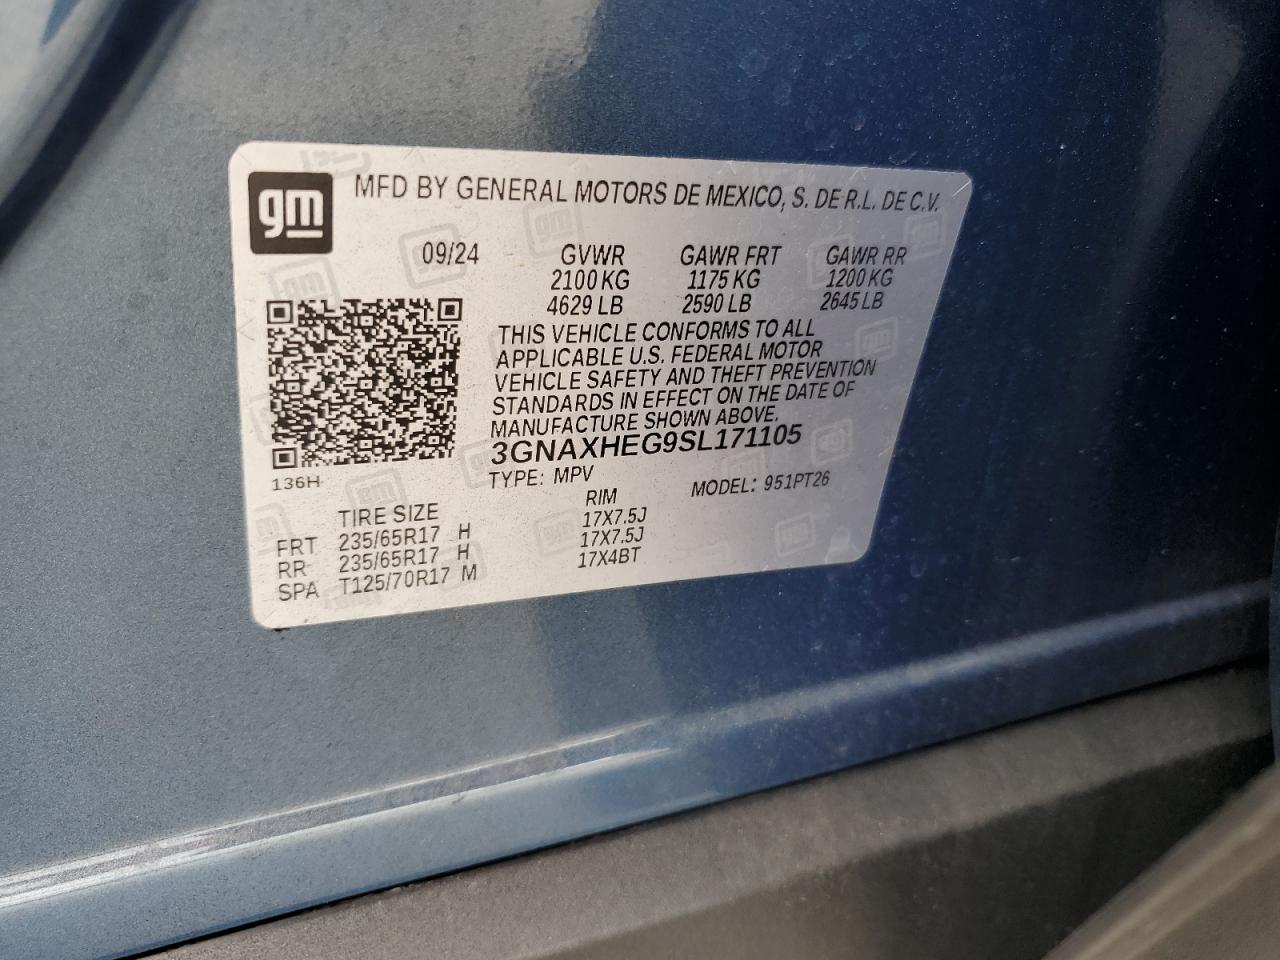 gm
MFD BY GENERAL MOTORS DE MEXICO, S. DE R.L. DE C.V.
09/24 GVWR GAWR FRT GAWR RR
2100 KG 1175 KG 1200 KG
4629 LB 2590 LB 2645 LB
THIS VEHICLE CONFORMS TO ALL
APPLICABLE U.S. FEDERAL MOTOR
VEHICLE SAFETY AND THEFT PREVENTION
STANDARDS IN EFFECT ON THE DATE OF
MANUFACTURE SHOWN ABOVE.
3GNAXHEG9SL171105
136H
TYPE: MPV MODEL: 951PT26
TIRE SIZE RIM
FRT 235/65R17 H 17X7.5J
RR 235/65R17 H 17X7.5J
SPA T125/70R17 M 17X4BT